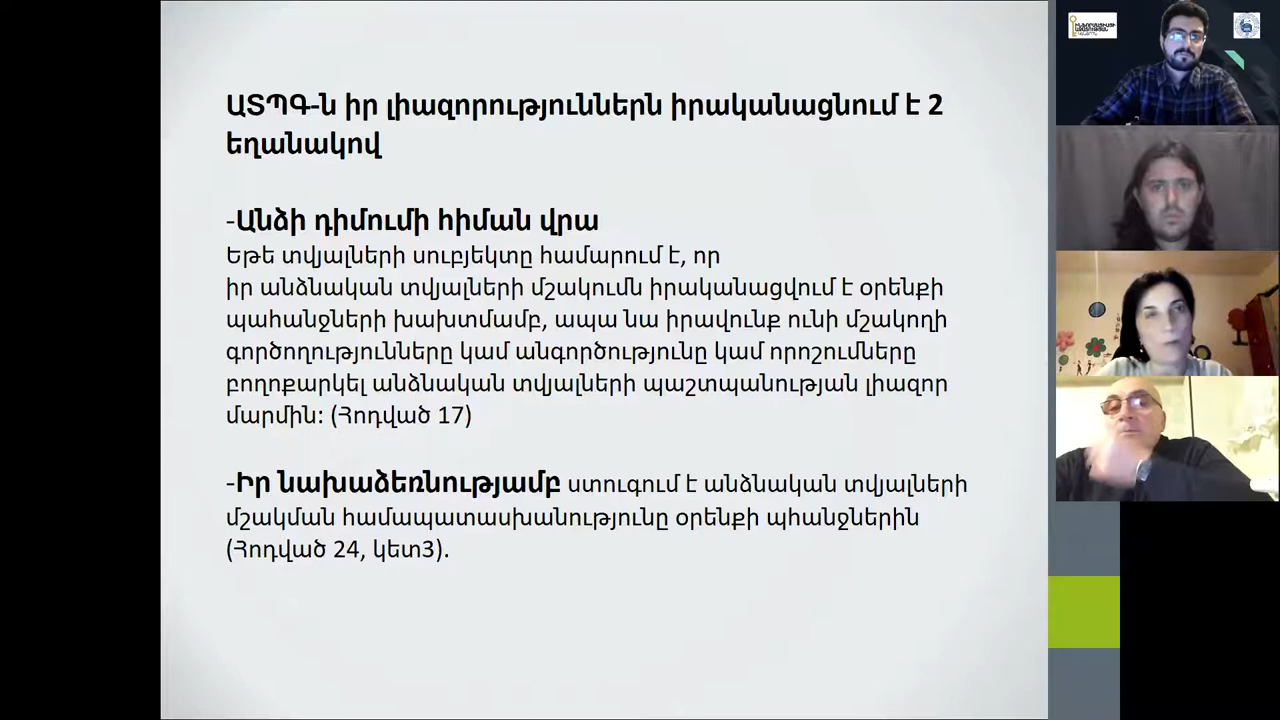 ԱՏՊԳ-ն իր լիազորություններն իրականացնում է 2
եղանակով
-Անձի դիմումի հիման վրա
Եթե տվյալների սուբյեկտը համարում է, որ
իր անձնական տվյալների մշակումն իրականացվում է օրենքի
պահանջների խախտմամբ, ապա նա իրավունք ունի մշակողի
գործողությունները կամ անգործությունը կամ որոշումները
բողոքարկել անձնական տվյալների պաշտպանության լիազոր
մարմին: (Հոդված 17)
-Իր նախաձեռնությամբ ստուգում է անձնական տվյալների
մշակման համապատասխանությունը օրենքի պհանջներին
(Հոդված 24, կետ3).